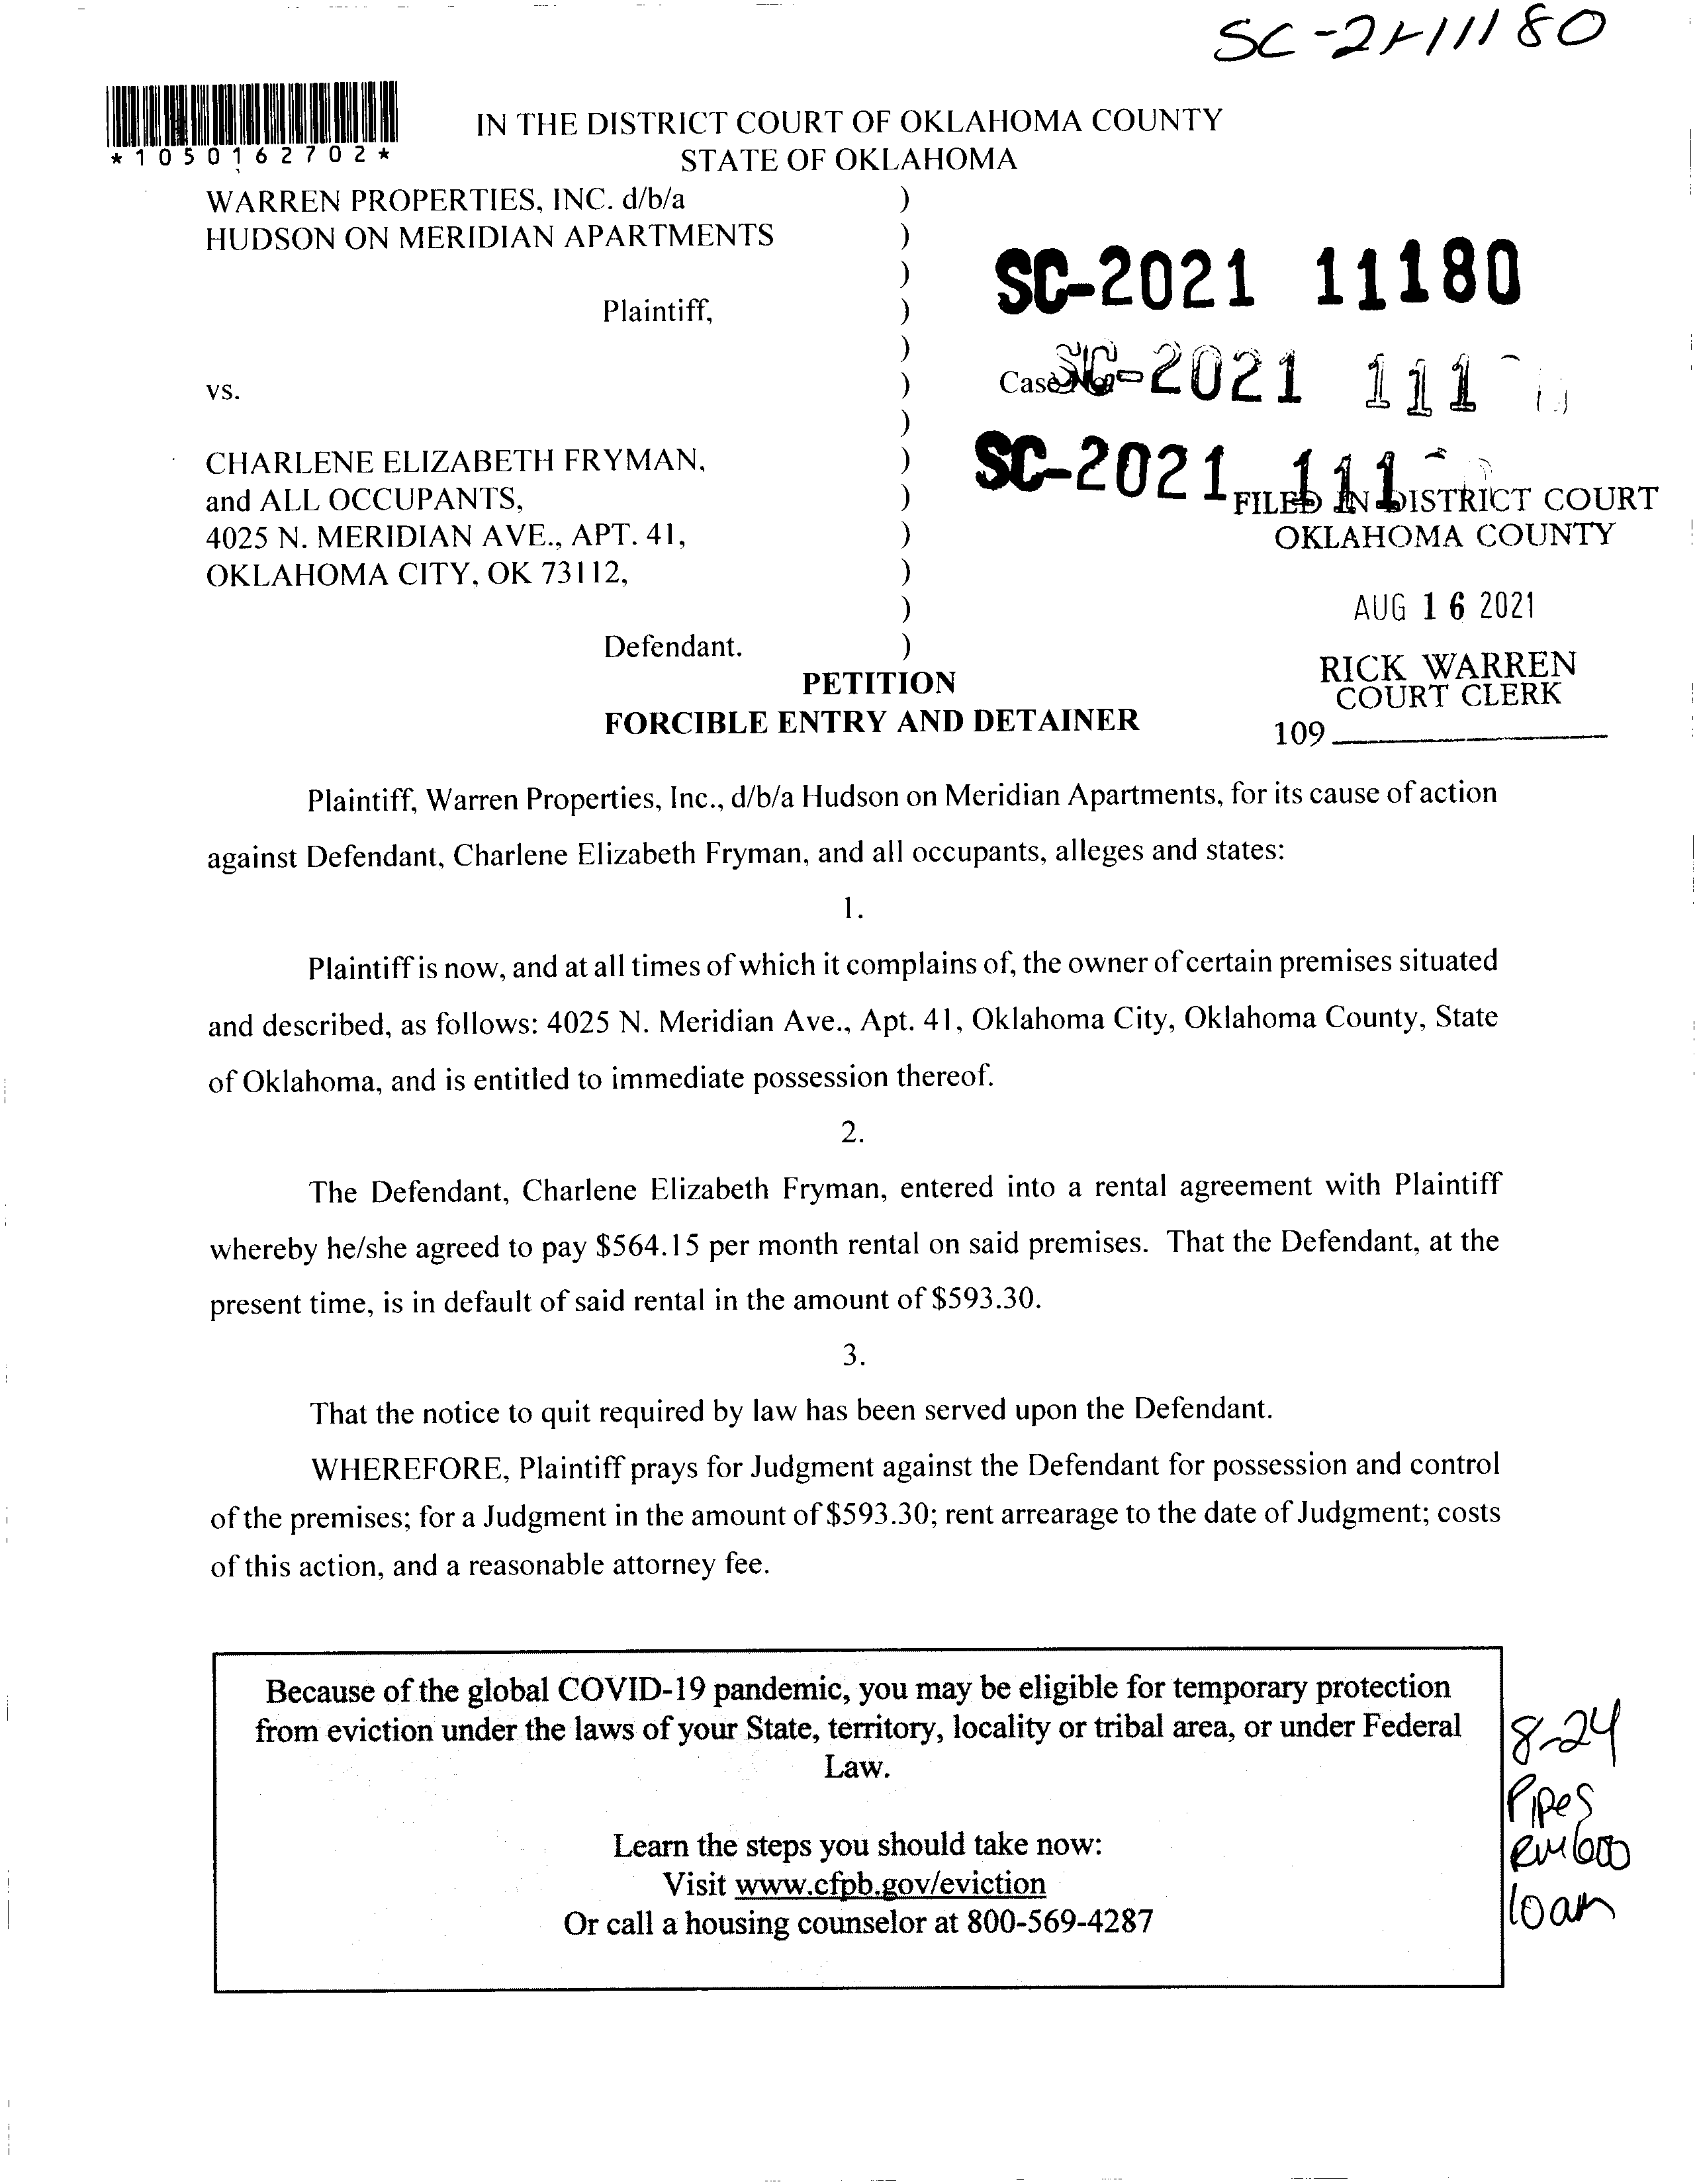 SC-21-11180
*1050162702*
IN THE DISTRICT COURT OF OKLAHOMA COUNTY
STATE OF OKLAHOMA
WARREN PROPERTIES, INC. d/b/a )
HUDSON ON MERIDIAN APARTMENTS )
)
SC-2021 11180
Plaintiff, )
)
vs. )
Case No. SC-2021 111
)
CHARLENE ELIZABETH FRYMAN, )
SC-2021 111
and ALL OCCUPANTS, )
FILED IN DISTRICT COURT
4025 N. MERIDIAN AVE., APT. 41, )
OKLAHOMA COUNTY
OKLAHOMA CITY, OK 73112, )
)
AUG 16 2021
Defendant. )
RICK WARREN
COURT CLERK
109
PETITION
FORCIBLE ENTRY AND DETAINER
Plaintiff, Warren Properties, Inc., d/b/a Hudson on Meridian Apartments, for its cause of action
against Defendant, Charlene Elizabeth Fryman, and all occupants, alleges and states:
1.
Plaintiff is now, and at all times of which it complains of, the owner of certain premises situated
and described, as follows: 4025 N. Meridian Ave., Apt. 41, Oklahoma City, Oklahoma County, State
of Oklahoma, and is entitled to immediate possession thereof.
2.
The Defendant, Charlene Elizabeth Fryman, entered into a rental agreement with Plaintiff
whereby he/she agreed to pay $564.15 per month rental on said premises. That the Defendant, at the
present time, is in default of said rental in the amount of $593.30.
3.
That the notice to quit required by law has been served upon the Defendant.
WHEREFORE, Plaintiff prays for Judgment against the Defendant for possession and control
of the premises; for a Judgment in the amount of $593.30; rent arrearage to the date of Judgment; costs
of this action, and a reasonable attorney fee.
Because of the global COVID-19 pandemic, you may be eligible for temporary protection
from eviction under the laws of your State, territory, locality or tribal area, or under Federal
Law.
Learn the steps you should take now:
Visit www.cfpb.gov/eviction
Or call a housing counselor at 800-569-4287
8-24
Pipes
RM 600
10am